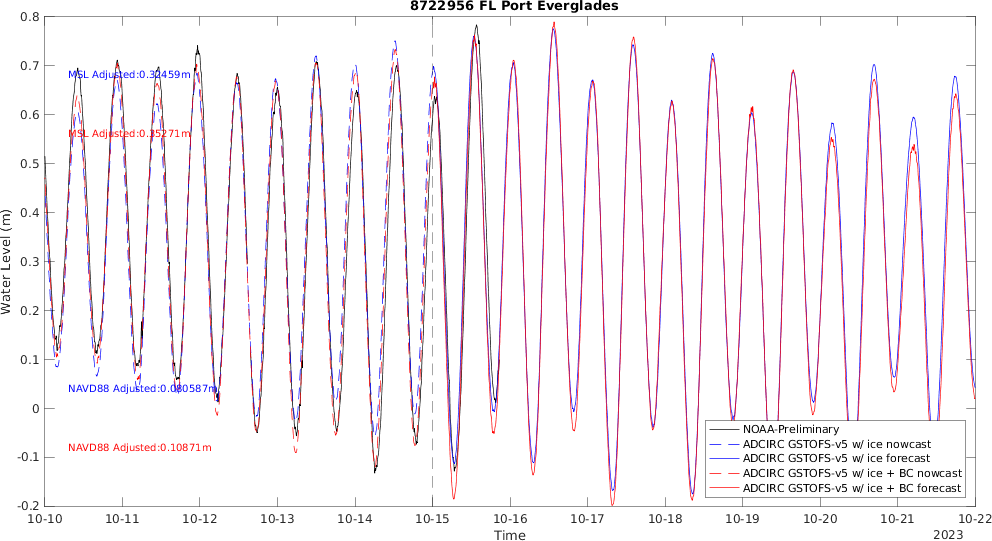 8722956 FL Port Everglades
0.8
0.7
0.6
0.5
0.4
0.3
0.2
0.1
0
-0.1
-0.2
Water Level (m)
MSL Adjusted:0.32459m
MSL Adjusted:0.35271m
NAVD88 Adjusted:0.080587m
NAVD88 Adjusted:0.10871m
NOAA-Preliminary
ADCIRC GSTOFS-v5 w/ ice nowcast
ADCIRC GSTOFS-v5 w/ ice forecast
ADCIRC GSTOFS-v5 w/ ice + BC nowcast
ADCIRC GSTOFS-v5 w/ ice + BC forecast
10-10 10-11 10-12 10-13 10-14 10-15 10-16 10-17 10-18 10-19 10-20 10-21 10-22
Time
2023